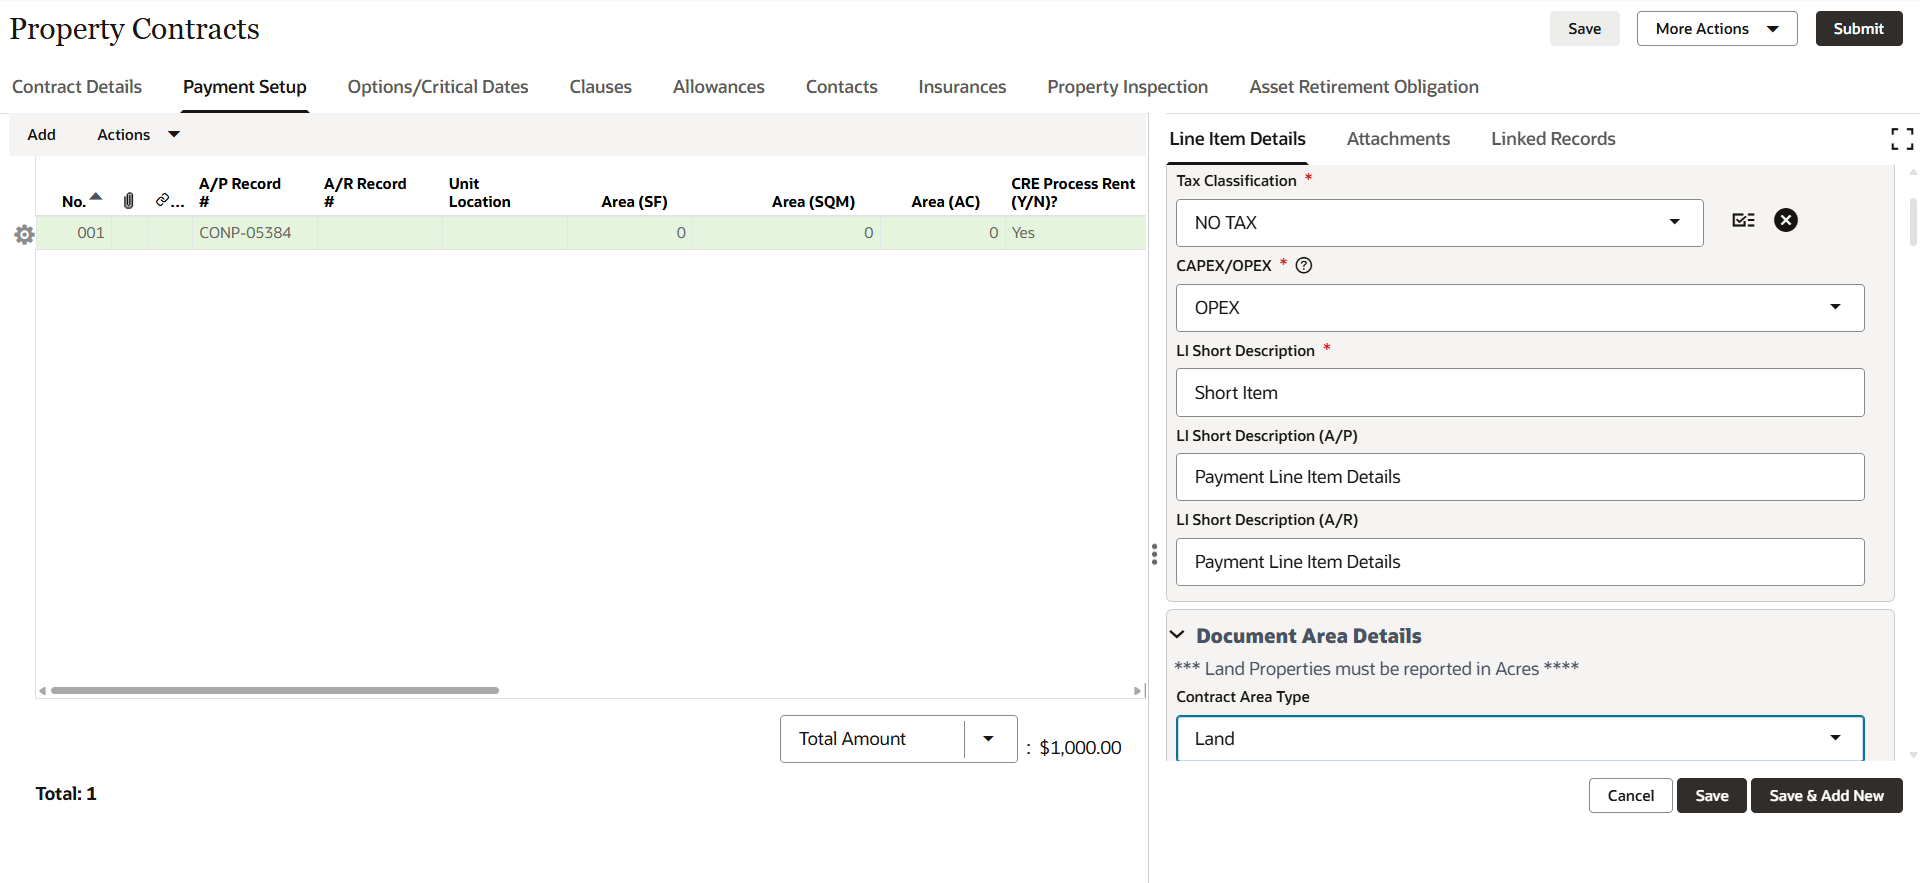 Property Contracts
Save
More Actions
Submit
Contract Details
Payment Setup
Options/Critical Dates
Clauses
Allowances
Contacts
Insurances
Property Inspection
Asset Retirement Obligation
Add
Actions
No.
...
A/P Record
#
A/R Record
#
Unit
Location
Area (SF)
Area (SQM)
Area (AC)
CRE Process Rent
(Y/N)?
001
CONP-05384
0
0
0
Yes
Total Amount
: $1,000.00
Total: 1
Line Item Details
Attachments
Linked Records
Tax Classification *
NO TAX
CAPEX/OPEX * ?
OPEX
LI Short Description *
Short Item
LI Short Description (A/P)
Payment Line Item Details
LI Short Description (A/R)
Payment Line Item Details
Document Area Details
*** Land Properties must be reported in Acres ****
Contract Area Type
Land
Cancel
Save
Save & Add New